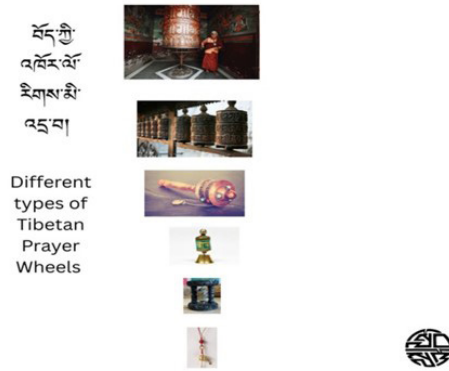 བོད་ཀྱི་
འཁོར་ལོ་
རིགས་མི་
འདྲ་བ།
Different
types of
Tibetan
Prayer
Wheels